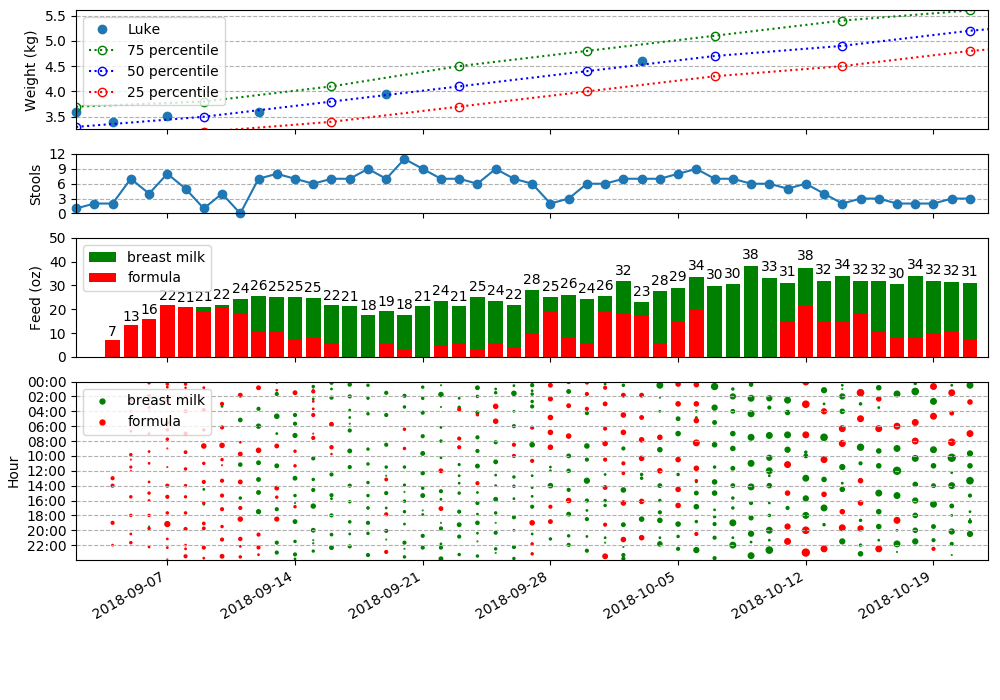 5.5
5.0
4.5
4.0
3.5
Weight (kg)
Luke
75 percentile
50 percentile
25 percentile
12
9
6
3
0
Stools
50
40
30
20
10
0
Feed (oz)
breast milk
formula
7 13 16 22 21 21 22 24 26 25 25 25 22 21 18 19 18 21 24 21 25 24 22 28 25 26 24 26 32 23 28 29 34 30 30 38 33 31 38 32 34 32 32 30 34 32 32 31
00:00
02:00
04:00
06:00
08:00
10:00
12:00
14:00
16:00
18:00
20:00
22:00
Hour
breast milk
formula
2018-09-07 2018-09-14 2018-09-21 2018-09-28 2018-10-05 2018-10-12 2018-10-19